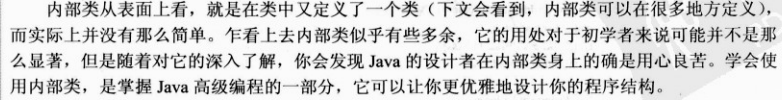 内部类从表面上看，就是在类中又定义了一个类（下文会看到，内部类可以在很多地方定义），
而实际上并没有那么简单。乍看上去内部类似乎有些多余，它的用处对于初学者来说可能并不是那
么显著，但是随着对它的深入了解，你会发现 Java 的设计者在内部类身上的确是用心良苦。学会使
用内部类，是掌握 Java 高级编程的一部分，它可以让你更优雅地设计你的程序结构。